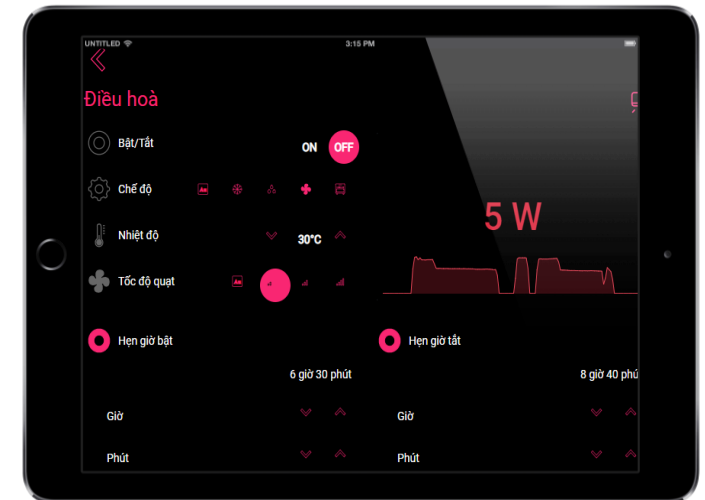 UNTITLED 3:15 PM
Điều hoà
Bật/Tắt ON OFF
Chế độ
5 W
Nhiệt độ 30°C
Tốc độ quạt
Hẹn giờ bật Hẹn giờ tắt
6 giờ 30 phút 8 giờ 40 phú
Giờ Giờ
Phút Phút